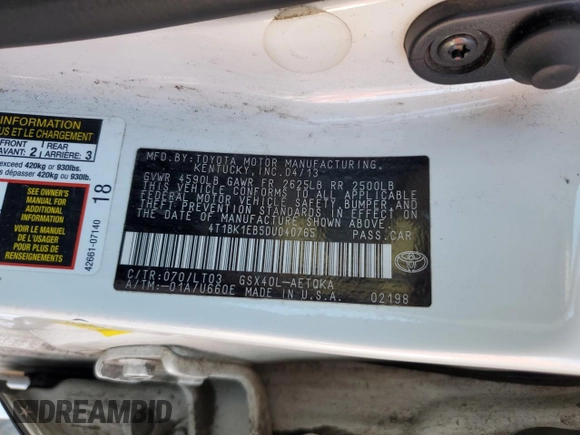 INFORMATION
US ET LE CHARGEMENT
FRONT
AVANT: 2
REAR
ARRIÈRE: 3
exceed 420kg or 930lbs.
s dépasser 420kg ou 930lb.
SEE OWNER'S
MANUAL FOR
ADDITIONAL
INFORMATION
VOIR LE MANUEL
DE L'USAGER
POUR PLUS DE
RENSEIGNEMENTS
18
42661-07140
MFD. BY: TOYOTA MOTOR MANUFACTURING,
KENTUCKY, INC. 04/13
GVWR 4590LB GAWR FR 2625LB RR 2500LB
THIS VEHICLE CONFORMS TO ALL APPLICABLE
FEDERAL MOTOR VEHICLE SAFETY, BUMPER AND
THEFT PREVENTION STANDARDS IN EFFECT ON
THE DATE OF MANUFACTURE SHOWN ABOVE.
4T1BK1EB5DU040765 PASS.CAR
C/TR:070/LT03 GSX40L-AETQKA
A/TM:-01A/U660E MADE IN U.S.A.
02198
TOYOTA
DREAMBID